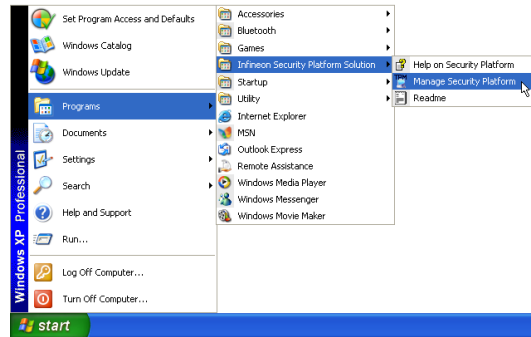 Set Program Access and Defaults
Windows Catalog
Windows Update
Programs
Documents
Settings
Search
Help and Support
Run...
Log Off Computer...
Turn Off Computer...
Windows XP Professional
start
Accessories
Bluetooth
Games
Infineon Security Platform Solution
Startup
Utility
Internet Explorer
MSN
Outlook Express
Remote Assistance
Windows Media Player
Windows Messenger
Windows Movie Maker
Help on Security Platform
Manage Security Platform
Readme